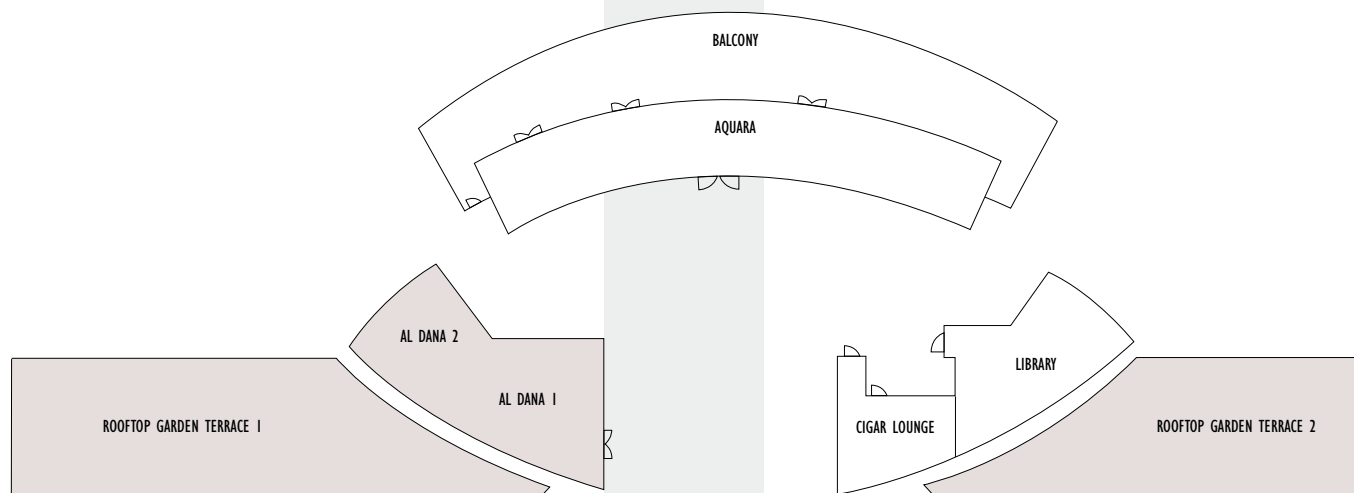 BALCONY
AQUARA
AL DANA 2
LIBRARY
AL DANA 1
ROOFTOP GARDEN TERRACE 1
CIGAR LOUNGE
ROOFTOP GARDEN TERRACE 2